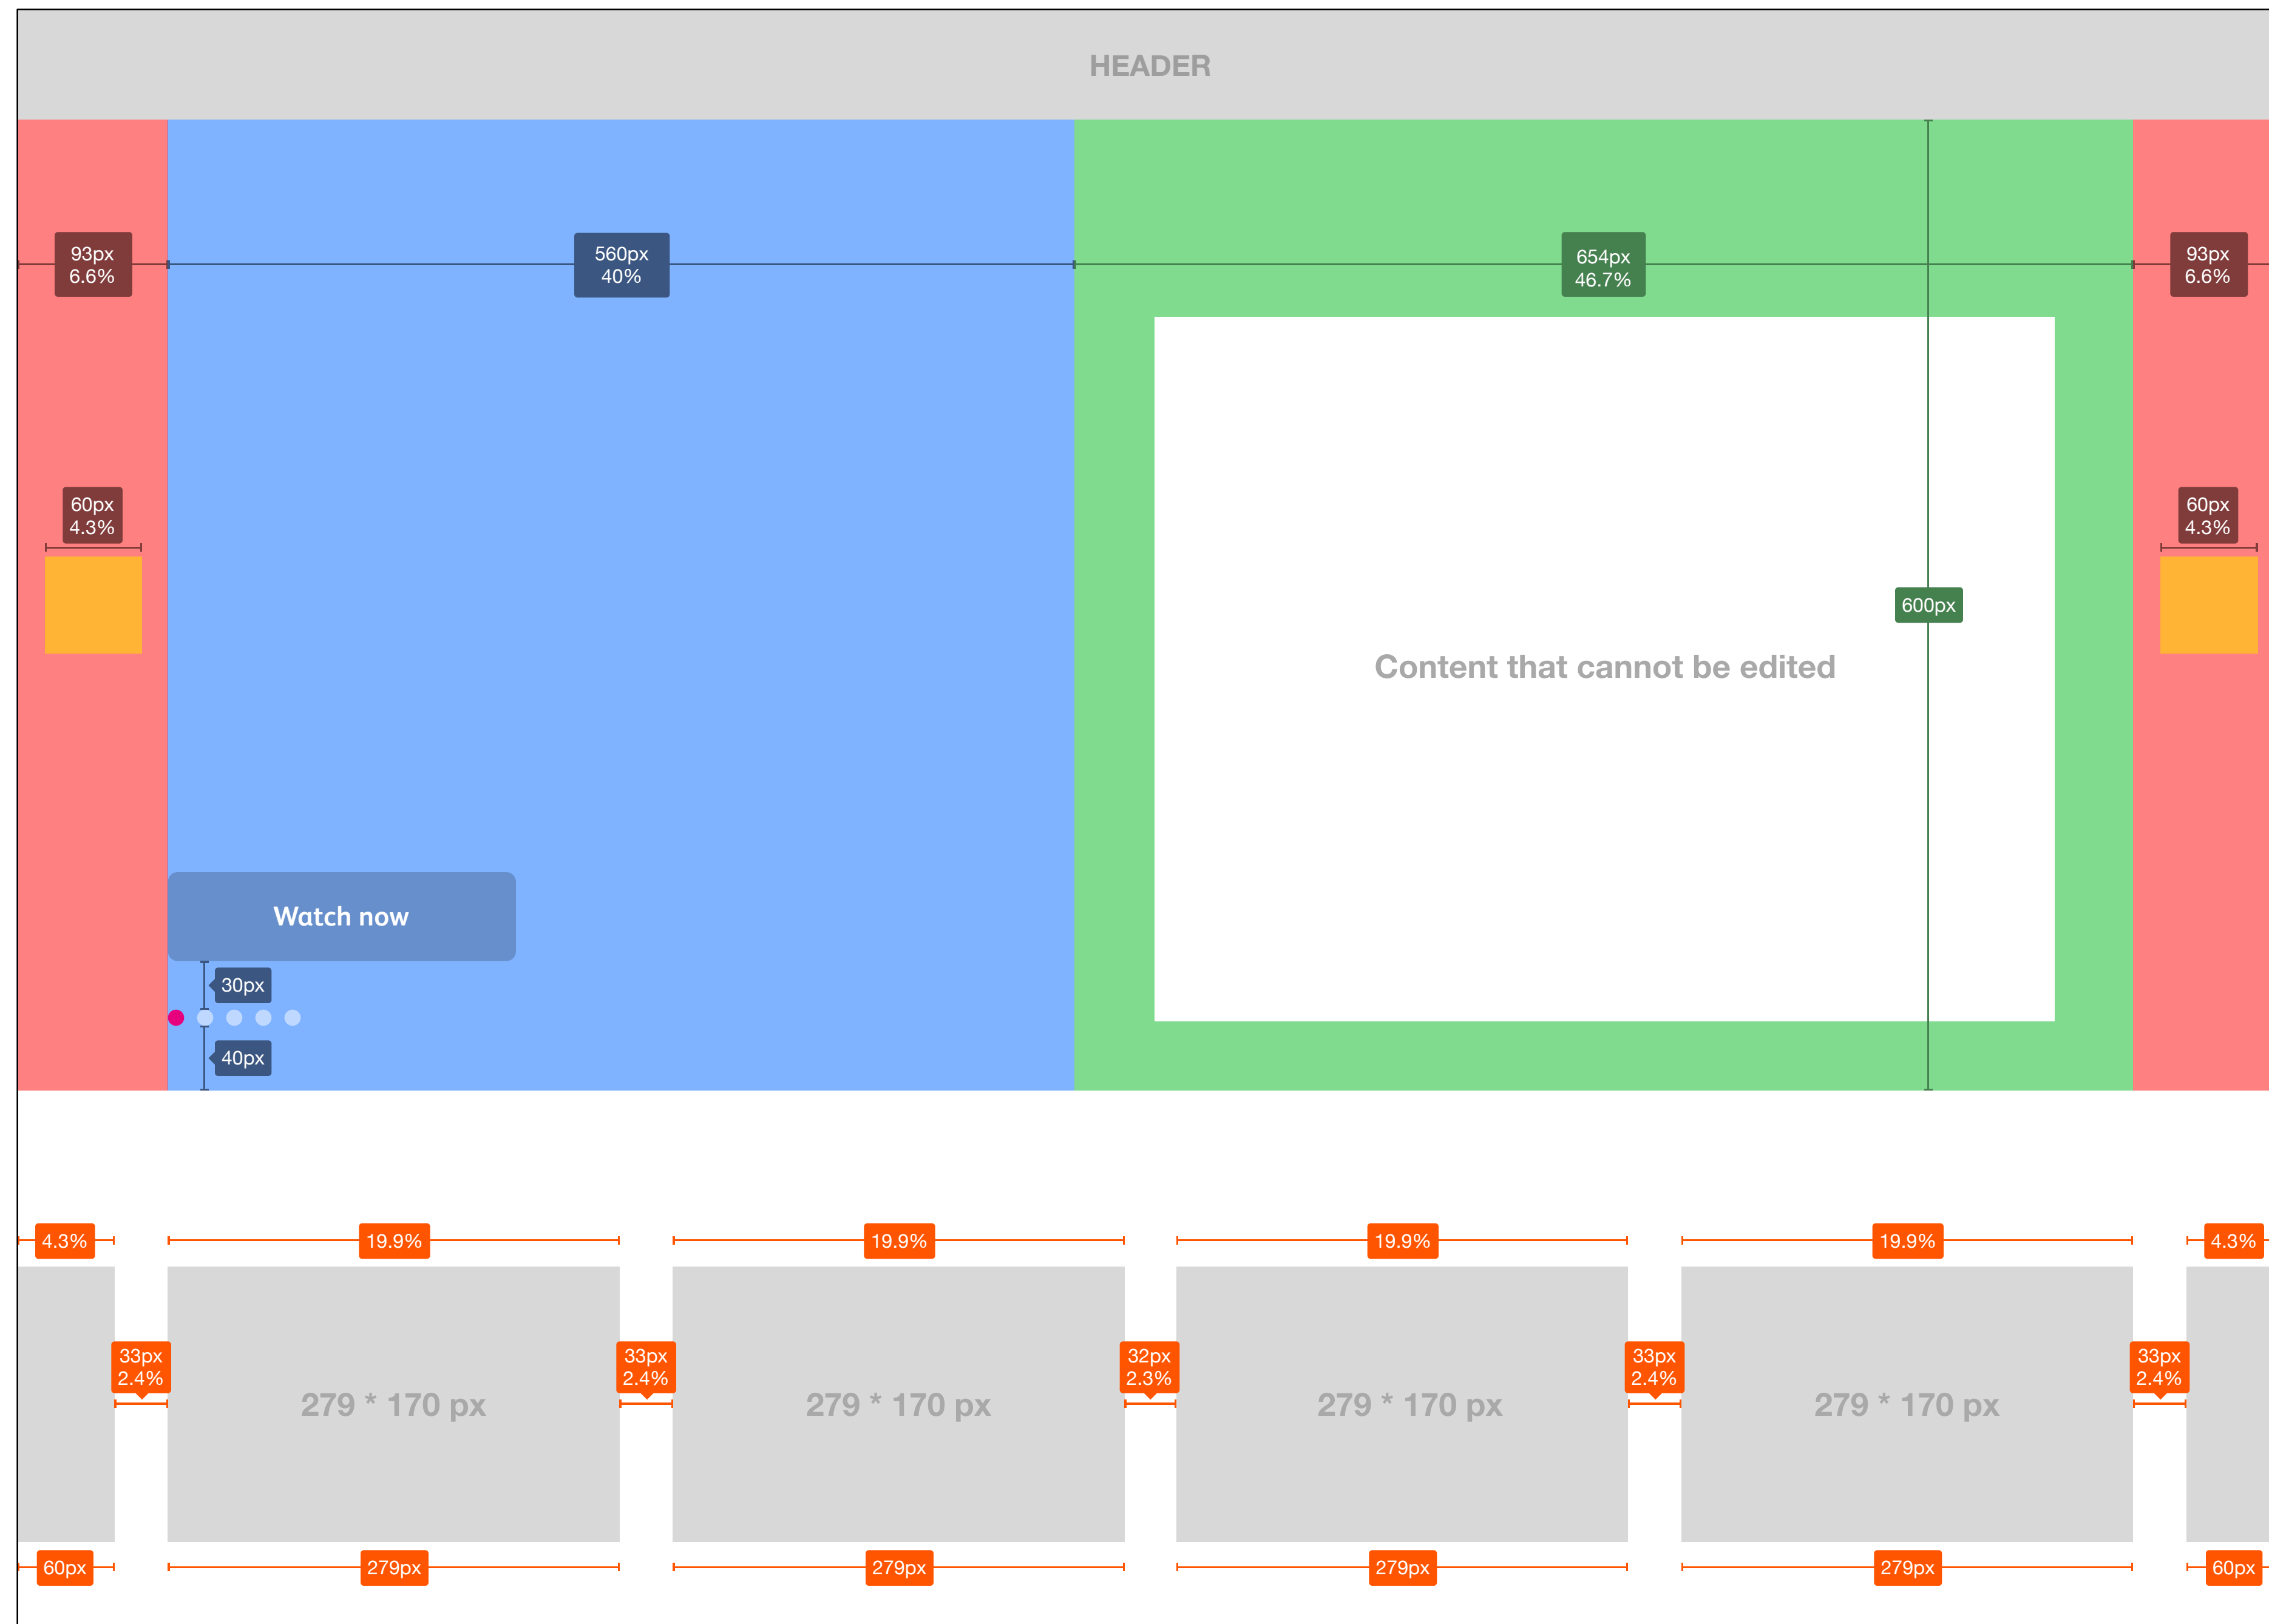 HEADER
93px
6.6%
560px
40%
654px
46.7%
93px
6.6%
60px
4.3%
60px
4.3%
600px
Content that cannot be edited
Watch now
30px
40px
4.3%
19.9%
19.9%
19.9%
19.9%
4.3%
33px
2.4%
33px
2.4%
32px
2.3%
33px
2.4%
33px
2.4%
279 * 170 px
279 * 170 px
279 * 170 px
279 * 170 px
60px
279px
279px
279px
279px
60px